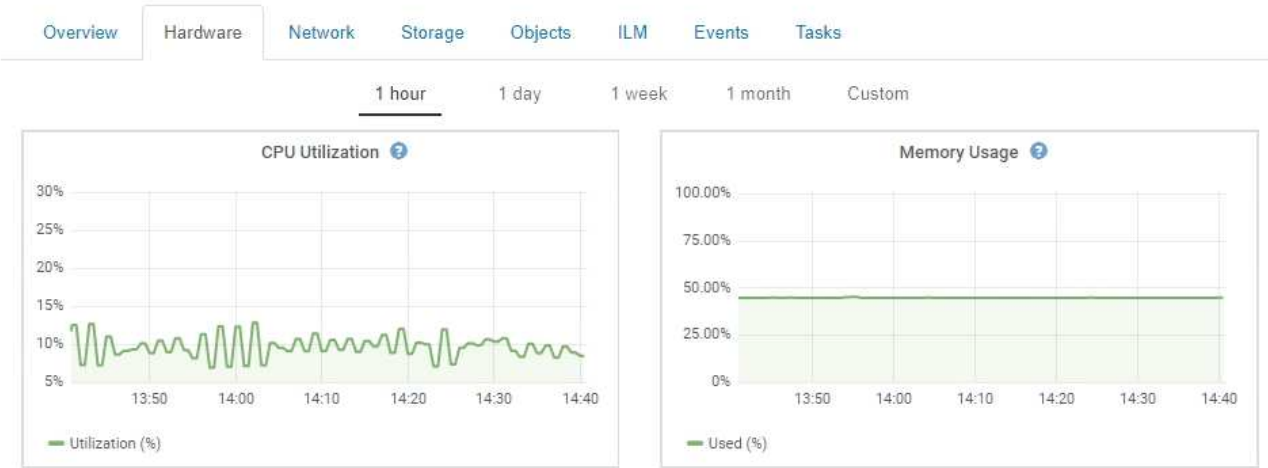 Overview Hardware Network Storage Objects ILM Events Tasks
1 hour 1 day 1 week 1 month Custom
CPU Utilization ?
30%
25%
20%
15%
10%
5%
13:50 14:00 14:10 14:20 14:30 14:40
Utilization (%)
Memory Usage ?
100.00%
75.00%
50.00%
25.00%
0%
13:50 14:00 14:10 14:20 14:30 14:40
Used (%)